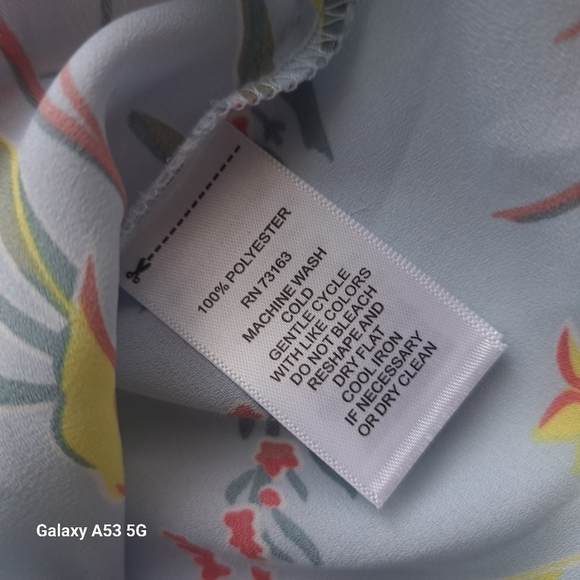 100% POLYESTER
RN 73163
MACHINE WASH
COLD
GENTLE CYCLE
WITH LIKE COLORS
DO NOT BLEACH
RESHAPE AND
DRY FLAT
COOL IRON
IF NECESSARY
OR DRY CLEAN
Galaxy A53 5G